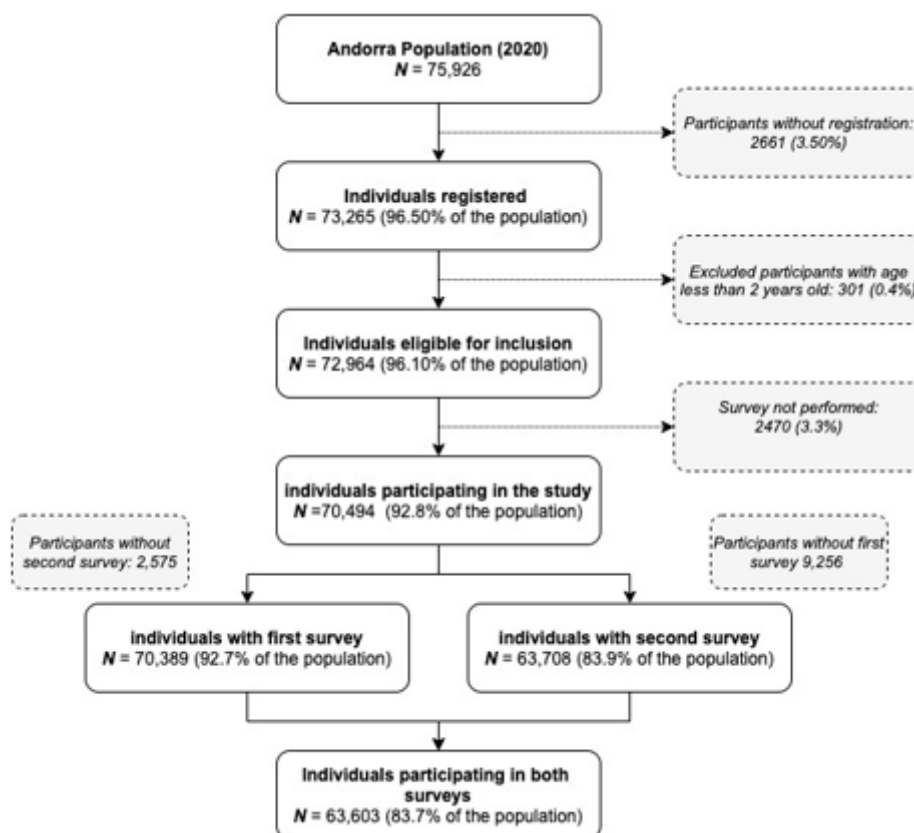 Andorra Population (2020)
N = 75,926
Participants without registration:
2661 (3.50%)
Individuals registered
N = 73,265 (96.50% of the population)
Excluded participants with age
less than 2 years old: 301 (0.4%)
Individuals eligible for inclusion
N = 72,964 (96.10% of the population)
Survey not performed:
2470 (3.3%)
individuals participating in the study
N =70,494 (92.8% of the population)
Participants without
second survey: 2,575
Participants without first
survey 9,256
individuals with first survey
N = 70,389 (92.7% of the population)
individuals with second survey
N = 63,708 (83.9% of the population)
Individuals participating in both
surveys
N = 63,603 (83.7% of the population)